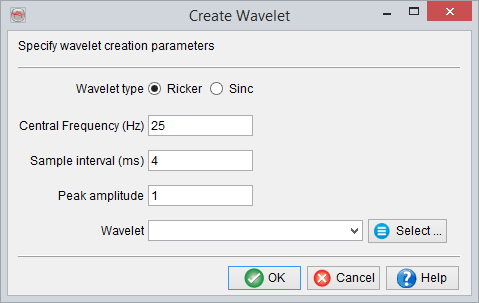 Create Wavelet
Specify wavelet creation parameters
Wavelet type Ricker Sinc
Central Frequency (Hz) 25
Sample interval (ms) 4
Peak amplitude 1
Wavelet Select ...
OK Cancel Help